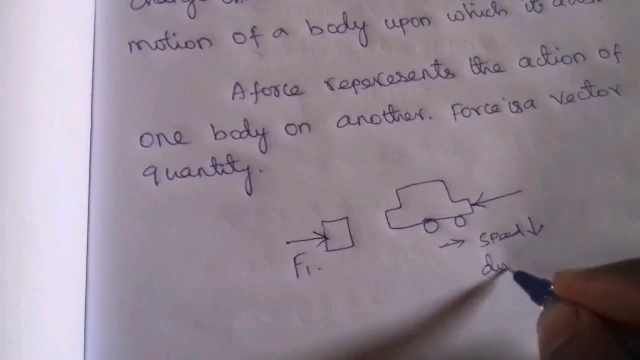 motion of a body upon which it
A force reperesents the action of
one body on another. Force is a vector
quantity.
F1.
→ speed ↓